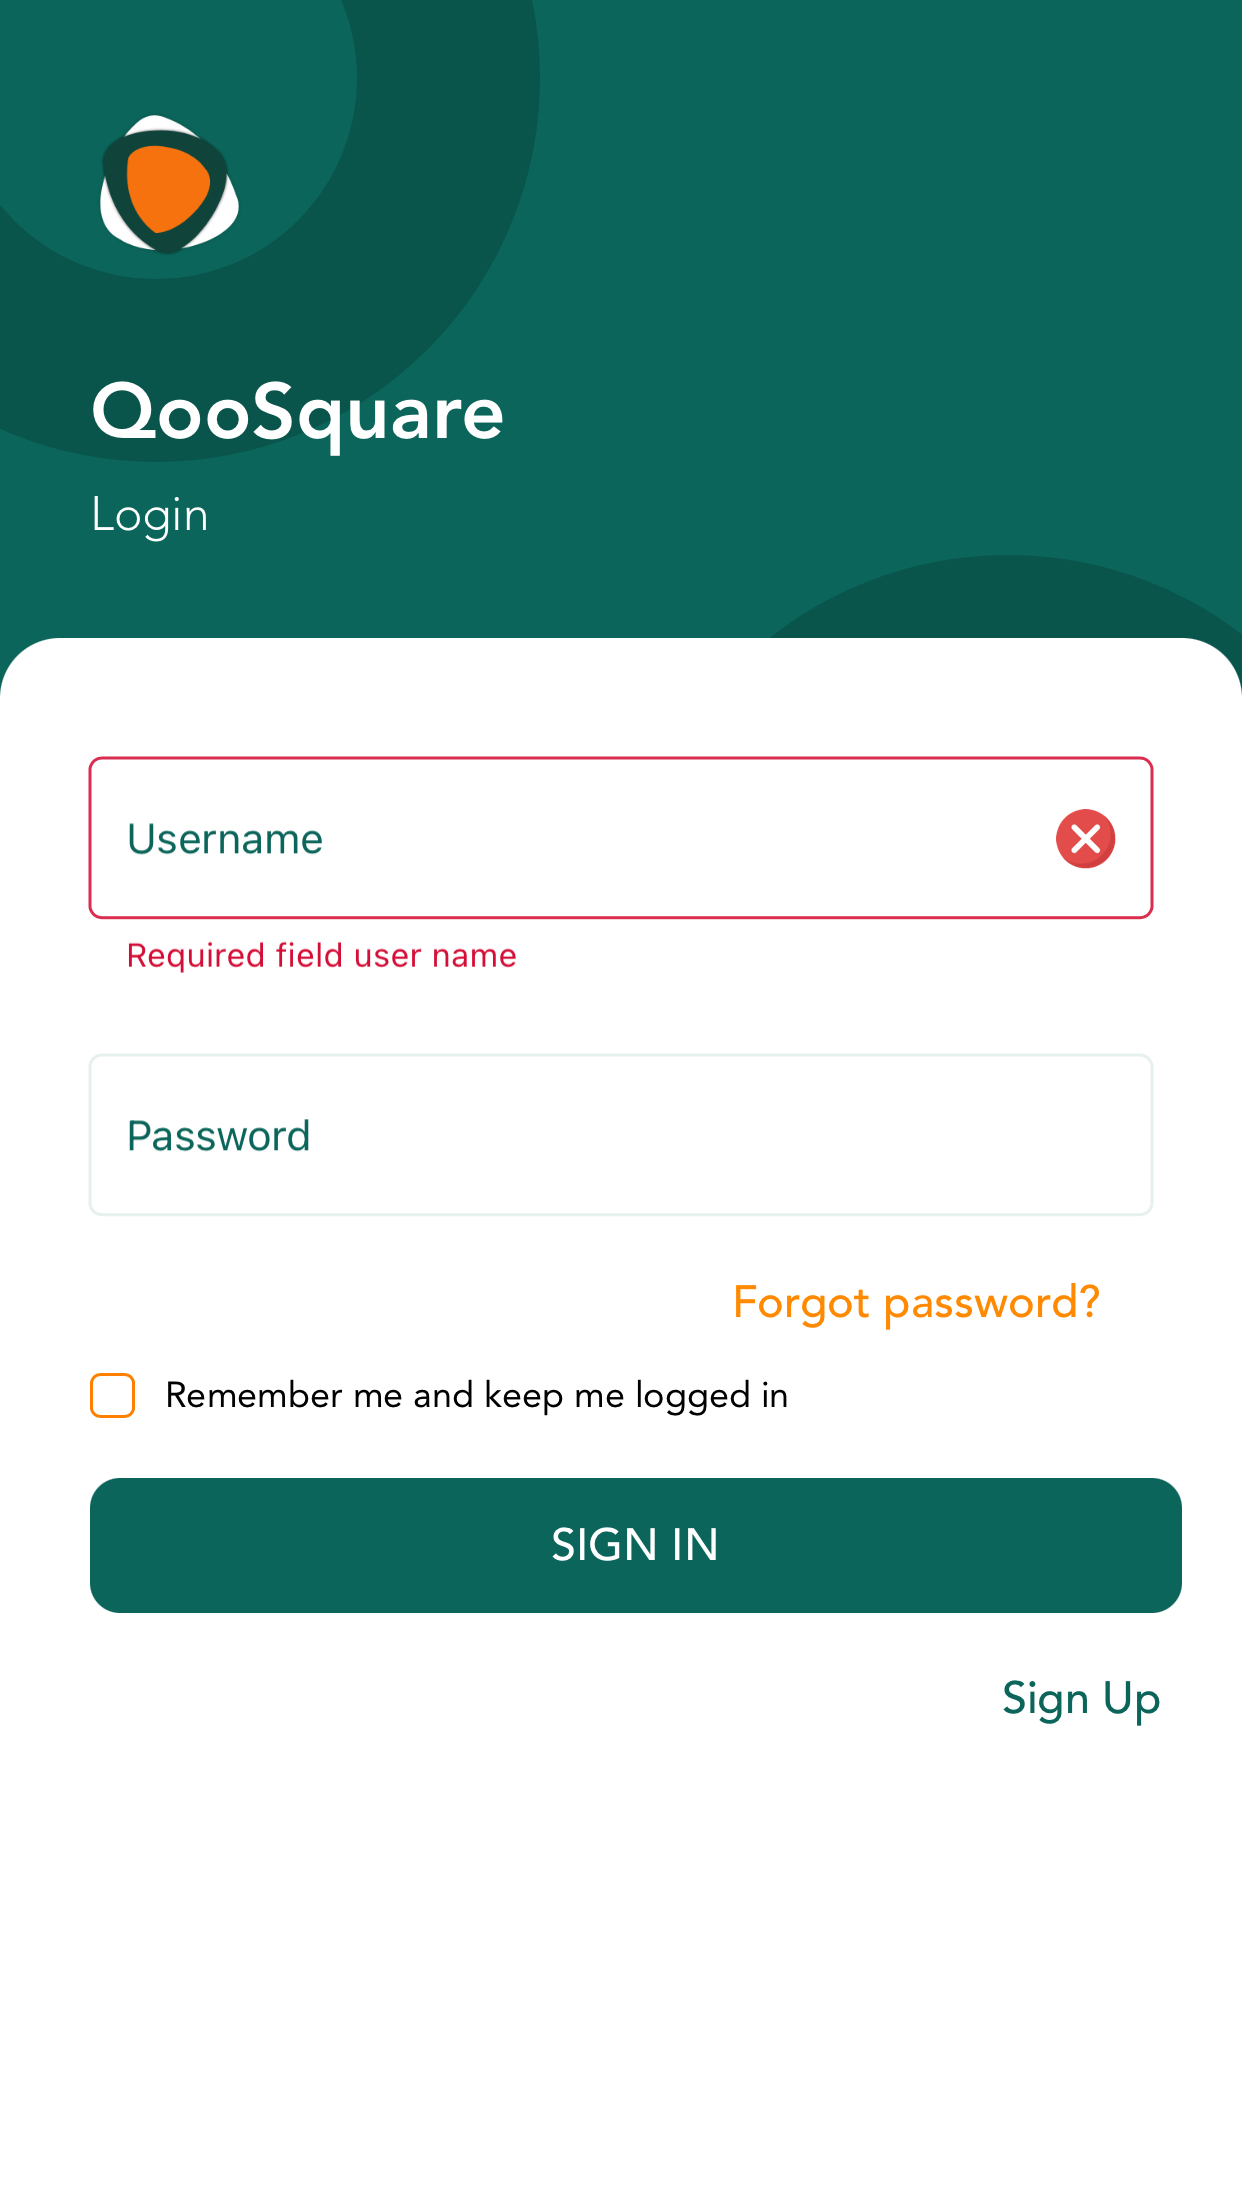 QooSquare
Login
Username
Required field user name
Password
Forgot password?
Remember me and keep me logged in
SIGN IN
Sign Up